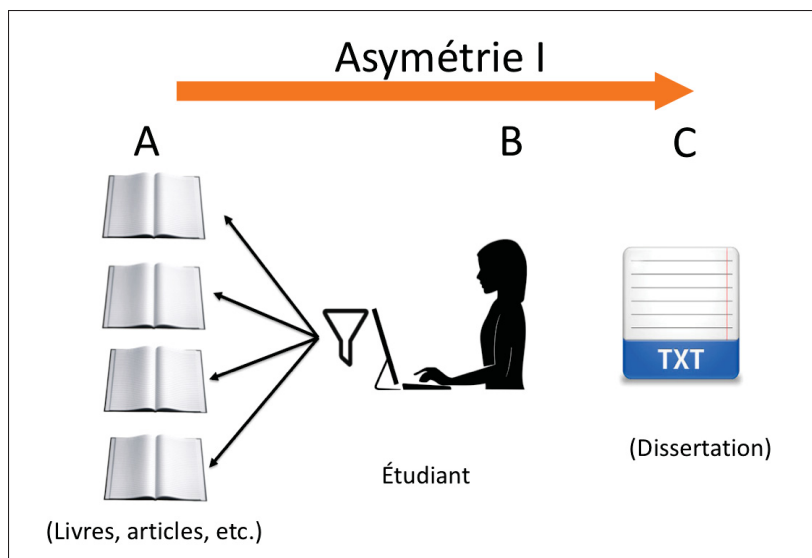 Asymétrie I
A
B
C
TXT
(Dissertation)
Étudiant
(Livres, articles, etc.)